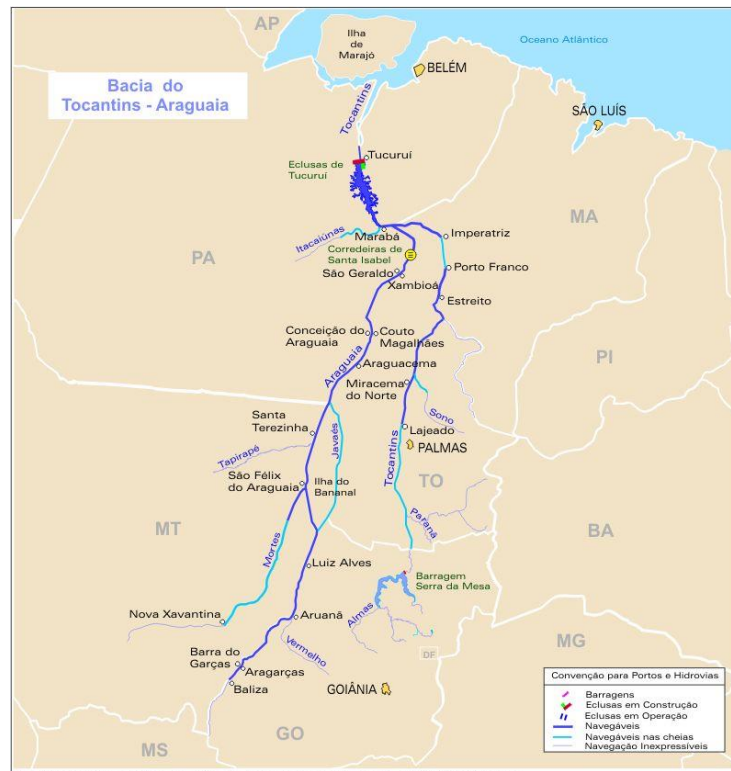 AP
Ilha
de
Marajó
Oceano Atlântico
BELÉM
Bacia do
Tocantins - Araguaia
Tocantins
SÃO LUÍS
Tucuruí
Eclusas de
Tucuruí
MA
Itacaiúnas
Marabá
Imperatriz
PA
Corredeiras de
Santa Isabel
São Geraldo
Porto Franco
Xambioá
Estreito
Conceição do
Araguaia
Couto
Magalhães
PI
Araguaia
Araguacema
Miracema
do Norte
Sono
Santa
Terezinha
Javaés
Lajeado
PALMAS
Tapirapé
Tocantins
TO
São Félix
do Araguaia
Ilha do
Bananal
Paranã
BA
MT
Mortes
Luiz Alves
Barragem
Serra da Mesa
Almas
Nova Xavantina
Aruanã
Vermelho
MG
Barra do
Garças
Aragarças
DF
Baliza
GOIÂNIA
GO
MS
Convenção para Portos e Hidrovias
Barragens
Eclusas em Construção
Eclusas em Operação
Navegáveis
Navegáveis nas cheias
Navegação Inexpressíveis